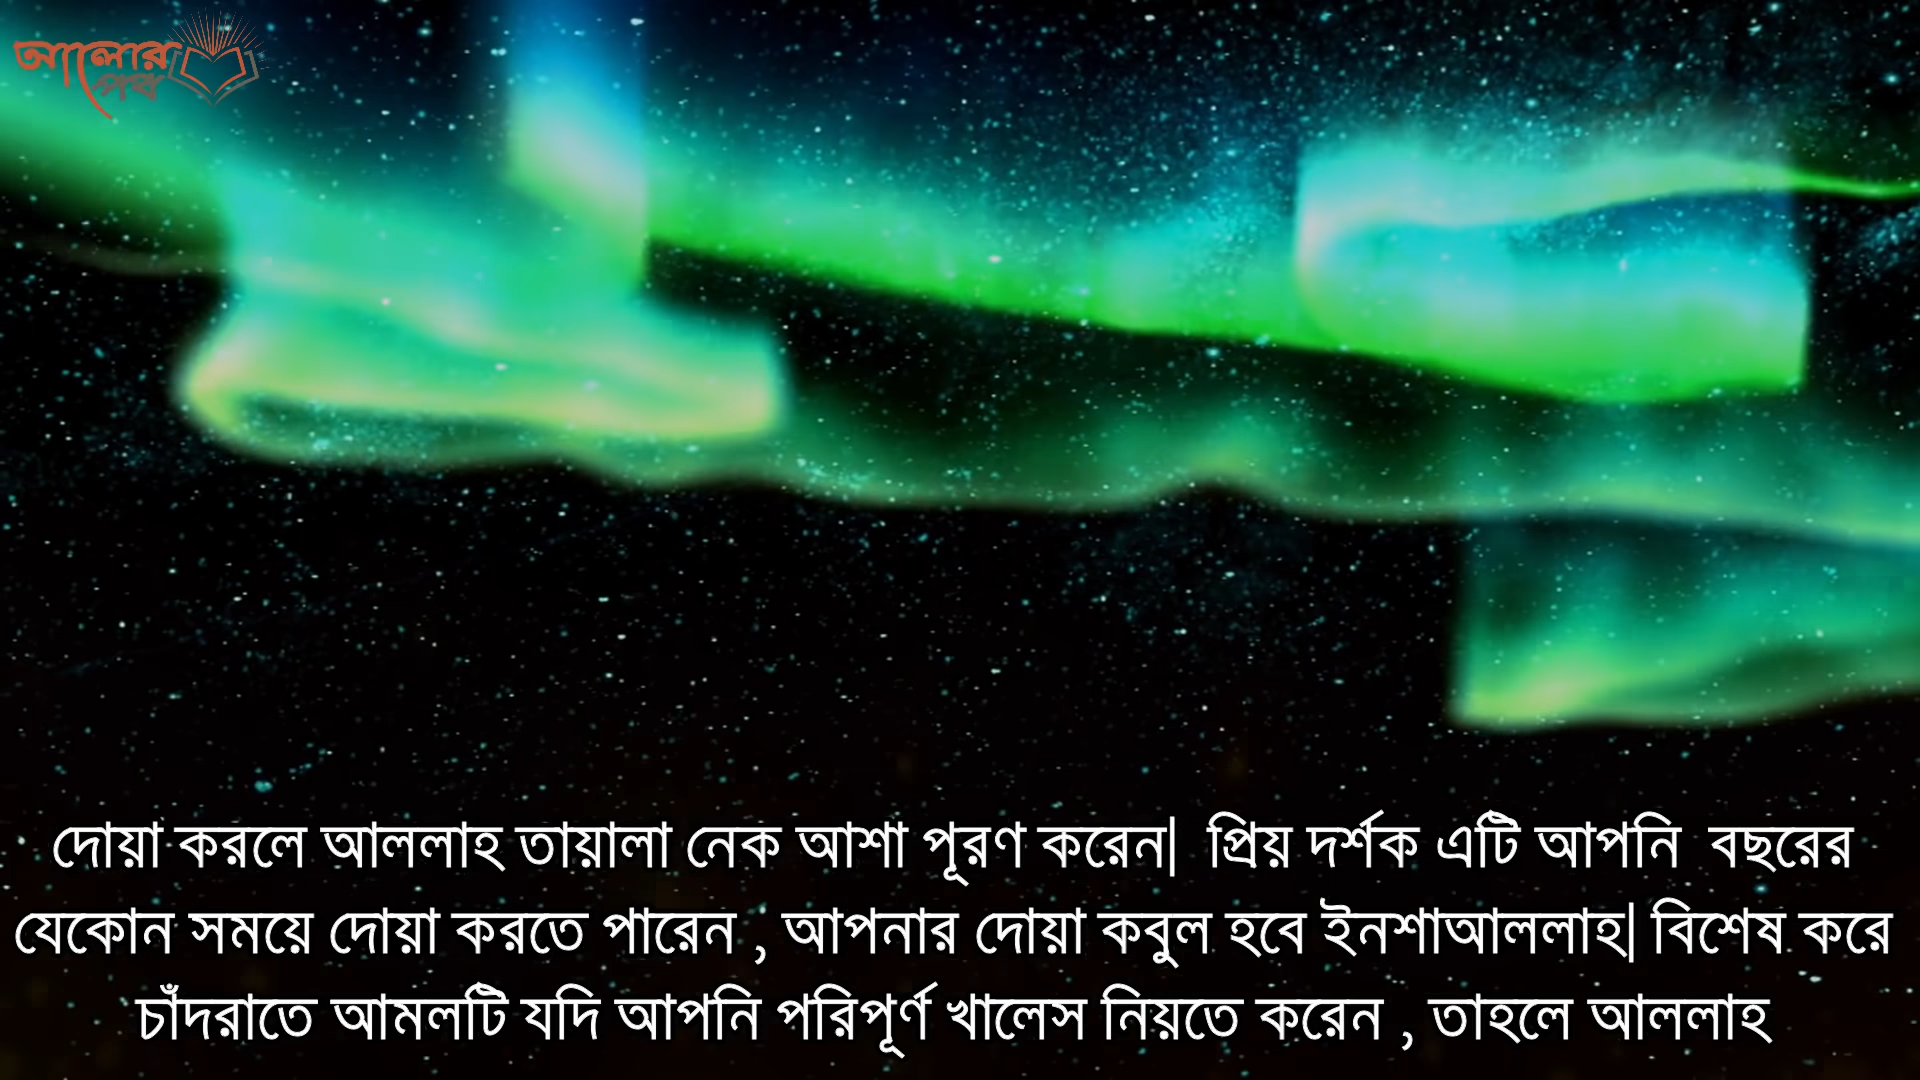 আলোর
পথ
দোয়া করলে আললাহ তায়ালা নেক আশা পূরণ করেন| প্রিয় দর্শক এটি আপনি বছরের
যেকোন সময়ে দোয়া করতে পারেন , আপনার দোয়া কবুল হবে ইনশাআললাহ| বিশেষ করে
চাঁদরাতে আমলটি যদি আপনি পরিপূর্ণ খালেস নিয়তে করেন , তাহলে আললাহ